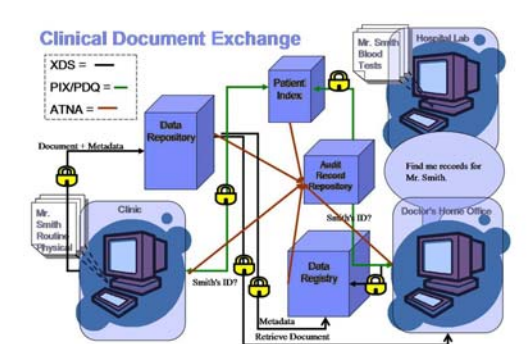 Clinical Document Exchange
XDS =
PIX/PDQ =
ATNA =
Mr. Smith
Blood
Tests
Hospital Lab
Patient
Index
Data
Repository
Document + Metadata
Audit
Record
Repository
Find me records for
Mr. Smith.
Mr.
Smith
Routine
Physical
Clinic
Smith's ID?
Doctor's Home Office
Smith's ID?
Data
Registry
Metadata
Retrieve Document